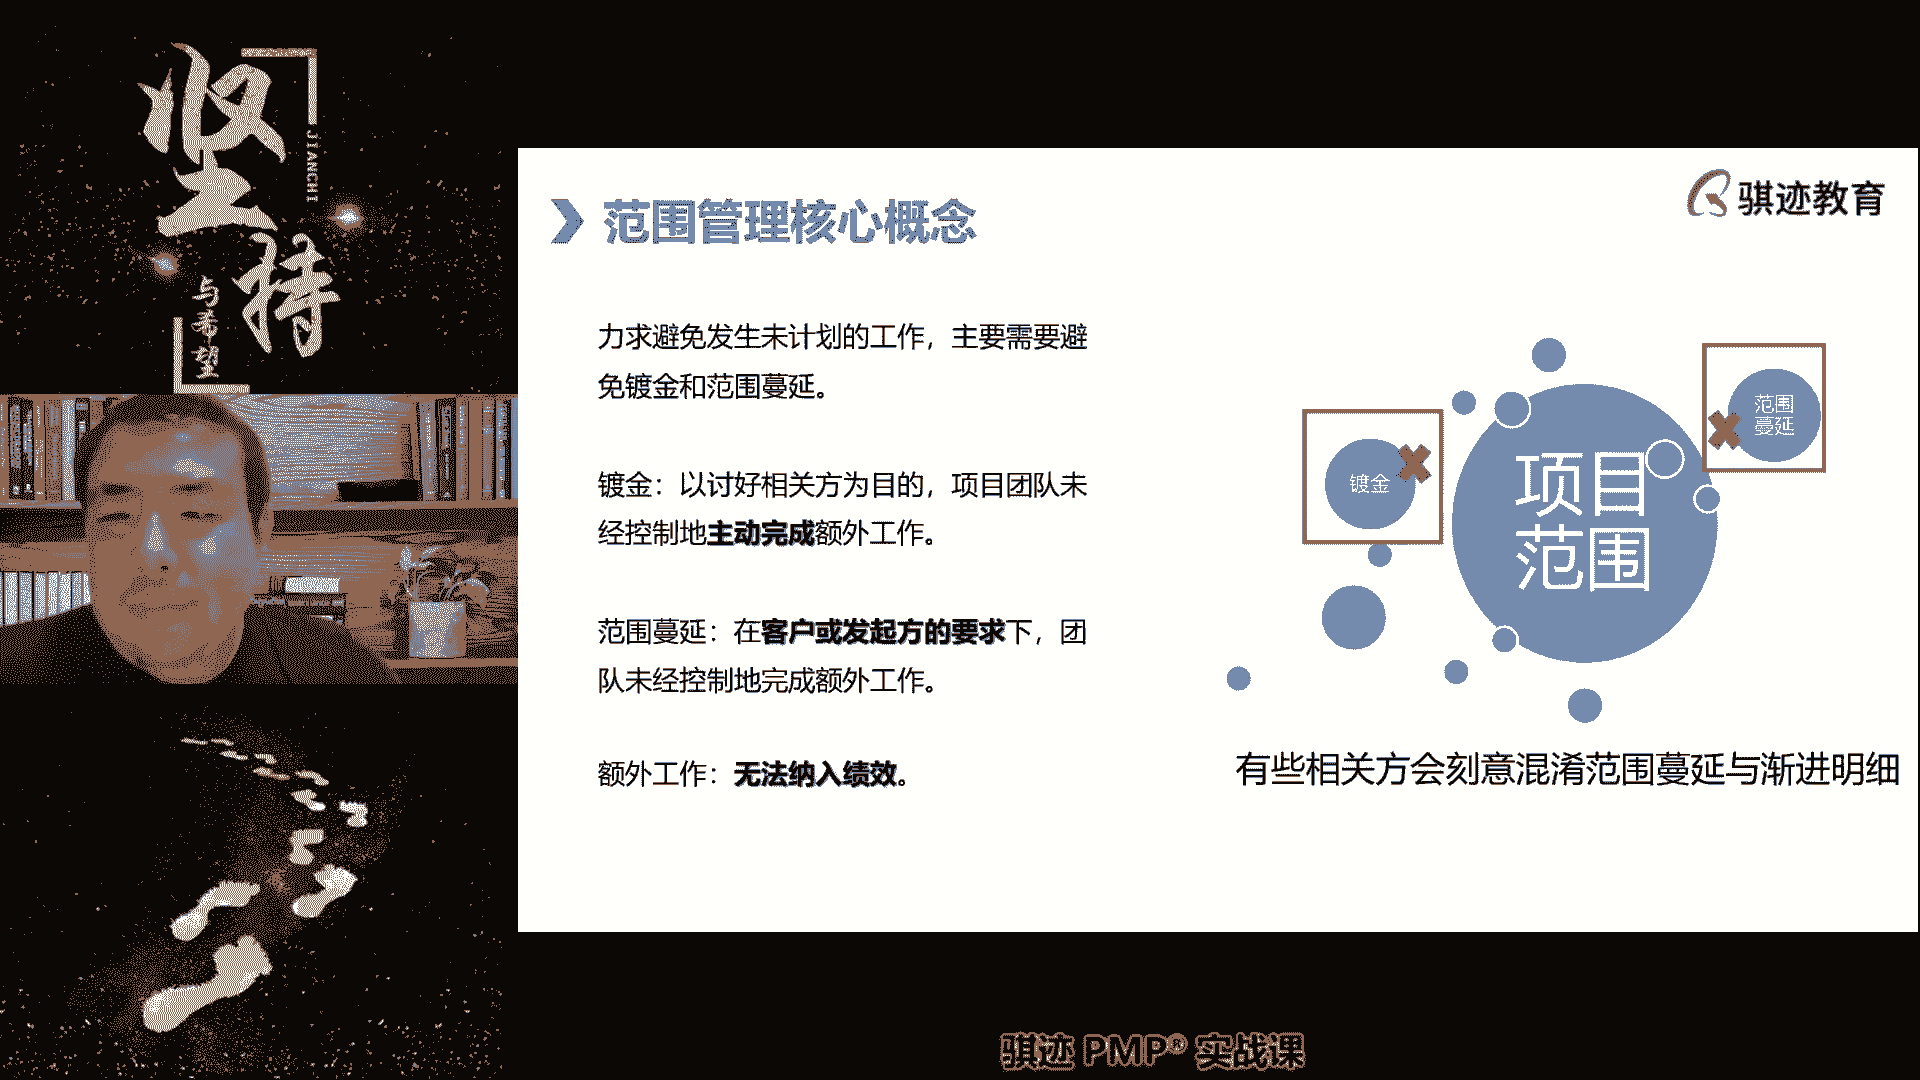 坚
持
JIANCHI
与希望
骐迹教育
范围管理核心概念
力求避免发生未计划的工作，主要需要避
免镀金和范围蔓延。
镀金：以讨好相关方为目的，项目团队未
经控制地主动完成额外工作。
范围蔓延：在客户或发起方的要求下，团
队未经控制地完成额外工作。
额外工作：无法纳入绩效。
镀金
项目
范围
范围
蔓延
有些相关方会刻意混淆范围蔓延与渐进明细
骐迹 PMP® 实战课